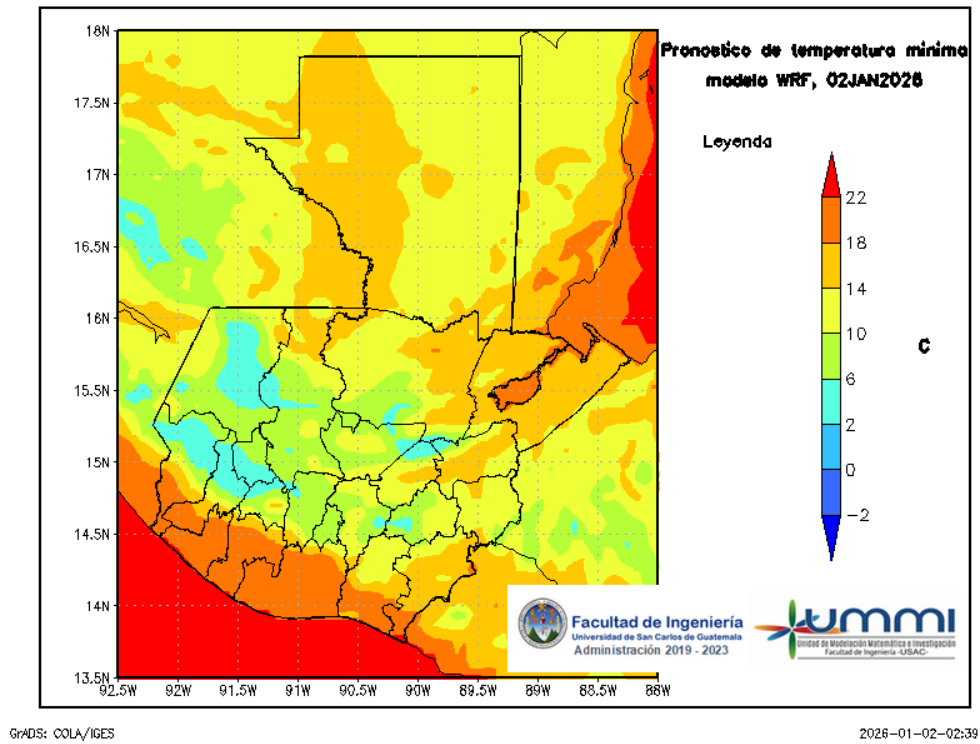 Pronostico de temperatura minima
modelo WRF, 02JAN2026
Leyenda
22
18
14
10
6
2
0
-2
C
18N
17.5N
17N
16.5N
16N
15.5N
15N
14.5N
14N
13.5N
92.5W 92W 91.5W 91W 90.5W 90W 89.5W 89W 88.5W 88W
Facultad de Ingeniería
Universidad de San Carlos de Guatemala
Administración 2019 - 2023
ummi
Unidad de Modelación Matemática e Investigación
Facultad de Ingeniería -USAC-
GrADS: COLA/IGES
2026-01-02-02:39